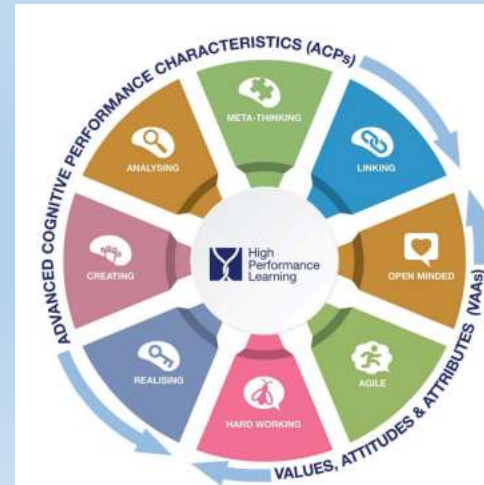 ADVANCED COGNITIVE PERFORMANCE CHARACTERISTICS (ACPs)
META-THINKING
LINKING
ANALYSING
CREATING
High
Performance
Learning
OPEN MINDED
REALISING
AGILE
HARD WORKING
VALUES, ATTITUDES & ATTRIBUTES (VAAs)